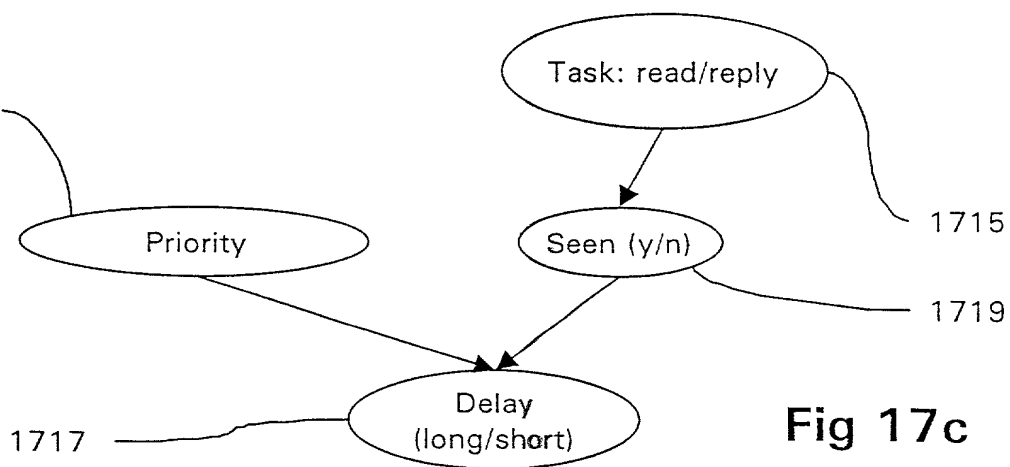 Task: read/reply
1715
Priority
Seen (y/n)
1719
Delay
(long/short)
1717
Fig 17c